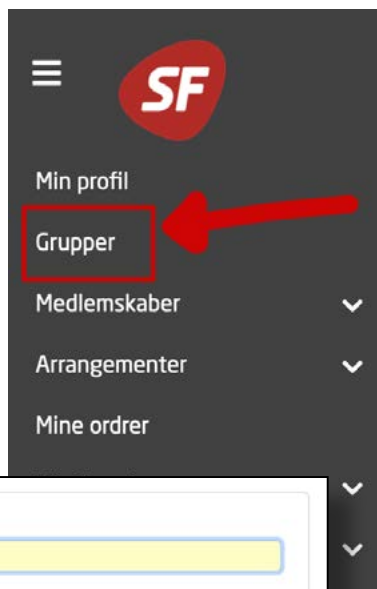 SF
Min profil
Grupper
Medlemskaber
Arrangementer
Mine ordrer